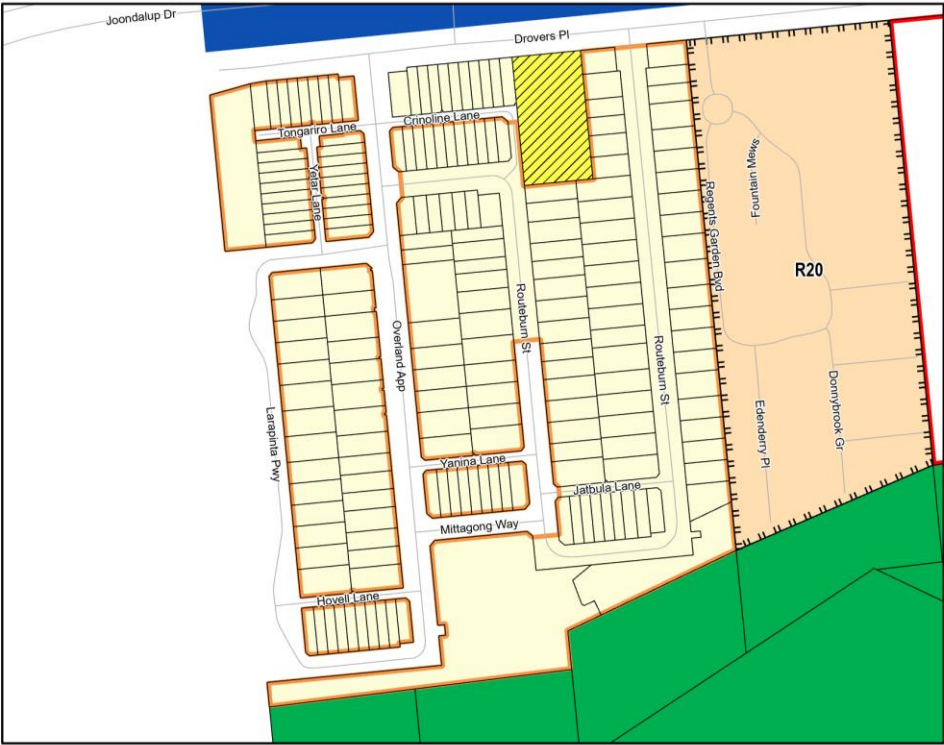 Joondalup Dr
Drovers Pl
Tongariro Lane
Crinoline Lane
Yelar Lane
Fountain Mews
Regents Garden Bvd
R20
Routeburn St
Overland App
Routeburn St
Larapinta Pwy
Edenderry Pl
Donnybrook Gr
Yanina Lane
Jatbula Lane
Mittagong Way
Hovell Lane